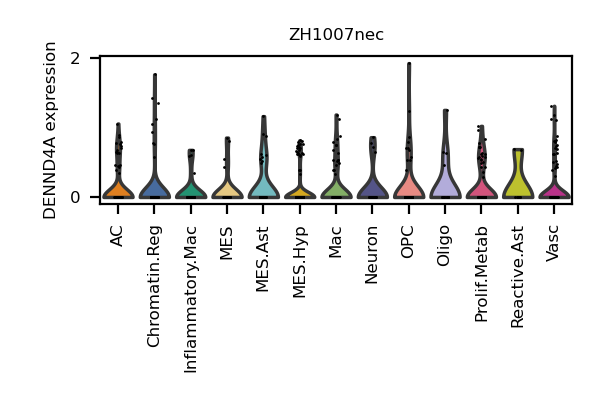 ZH1007nec
DENND4A expression
2
0
AC
Chromatin.Reg
Inflammatory.Mac
MES
MES.Ast
MES.Hyp
Mac
Neuron
OPC
Oligo
Prolif.Metab
Reactive.Ast
Vasc